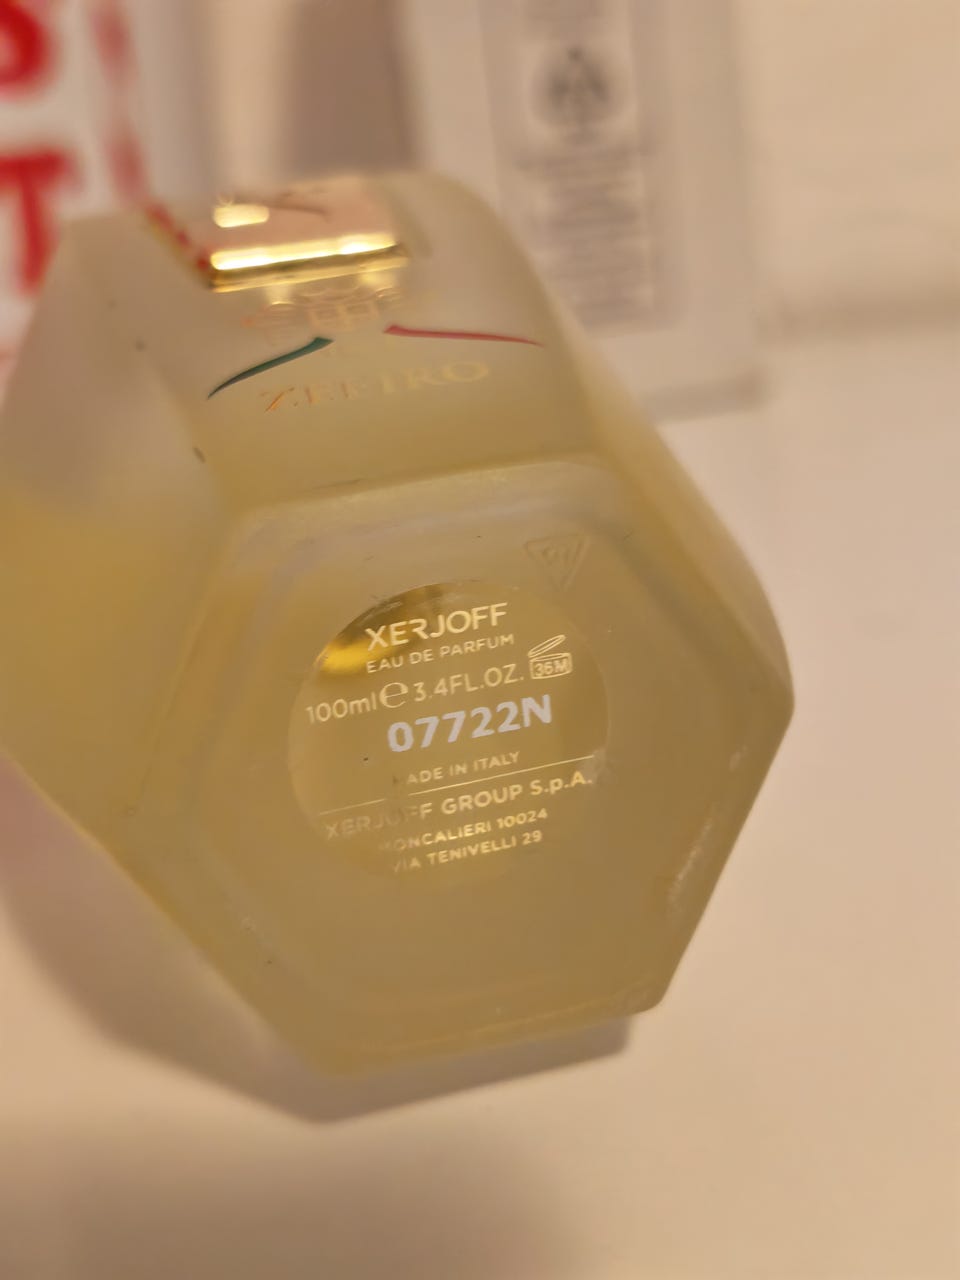 S
T
ZEFIRO
XERJOFF
EAU DE PARFUM
100ml℮ 3.4FL.OZ. 36M
07722N
MADE IN ITALY
XERJOFF GROUP S.p.A.
MONCALIERI 10024
VIA TENIVELLI 29